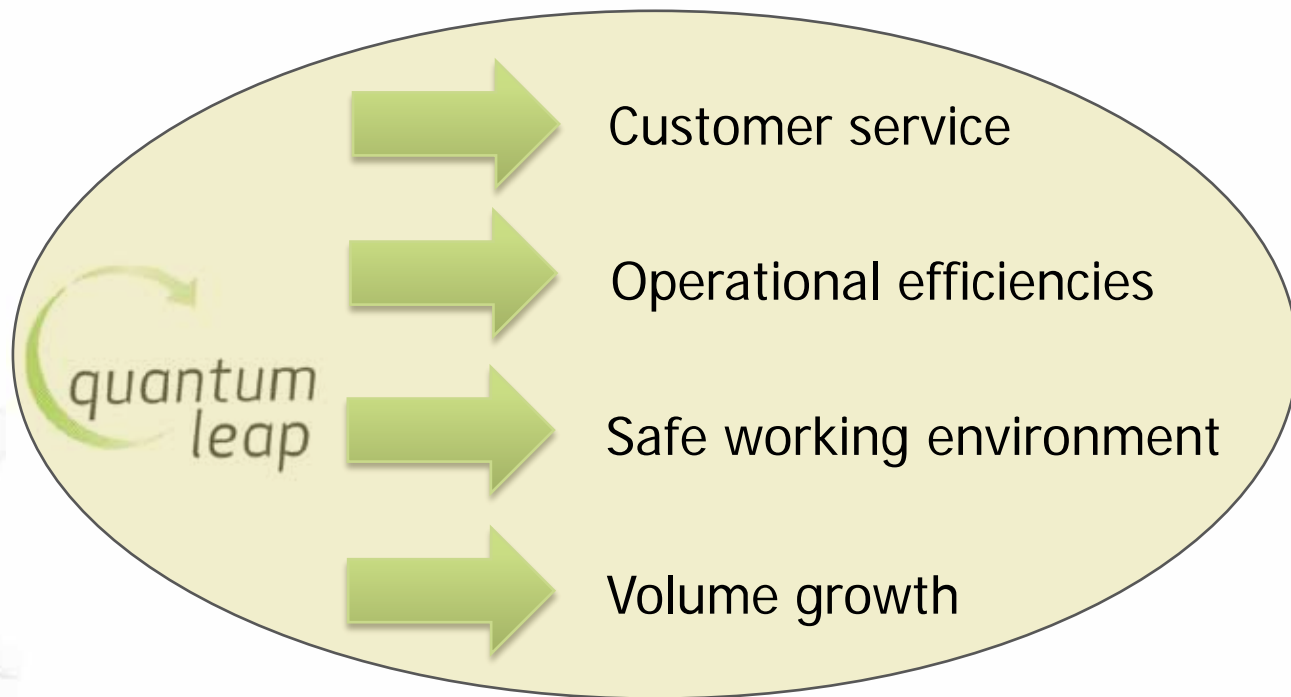 Customer service
Operational efficiencies
quantum
leap
Safe working environment
Volume growth